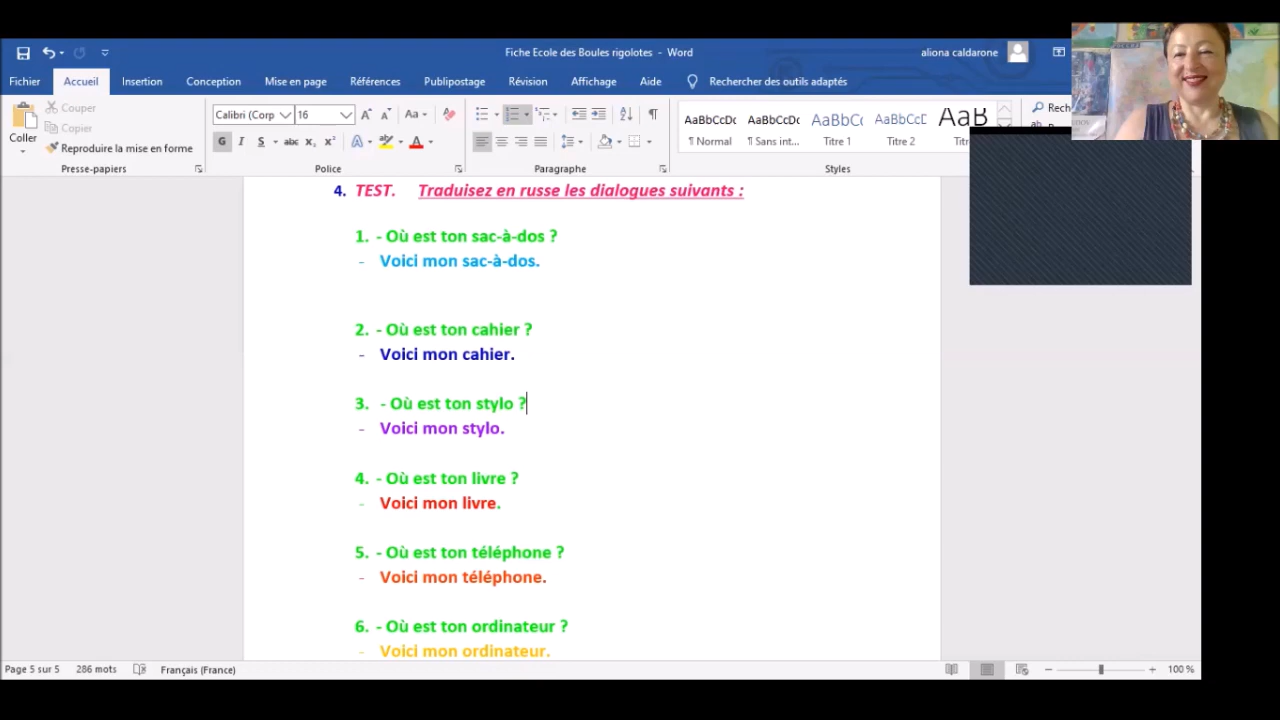 Fiche Ecole des Boules rigolotes - Word
aliona caldarone
Fichier Accueil Insertion Conception Mise en page Références Publipostage Révision Affichage Aide Rechercher des outils adaptés
Coller
Couper
Copier
Reproduire la mise en forme
Presse-papiers
Calibri (Corp 16
G I S abc x₂ x²
Police
Paragraphe
AaBbCcDc AaBbCcDc AaBbCc AaBbCcD AaB
¶ Normal ¶ Sans int... Titre 1 Titre 2 Titr
Styles
Rech
4. TEST. Traduisez en russe les dialogues suivants :
1. - Où est ton sac-à-dos ?
- Voici mon sac-à-dos.
2. - Où est ton cahier ?
- Voici mon cahier.
3. - Où est ton stylo ?
- Voici mon stylo.
4. - Où est ton livre ?
- Voici mon livre.
5. - Où est ton téléphone ?
- Voici mon téléphone.
6. - Où est ton ordinateur ?
- Voici mon ordinateur.
Page 5 sur 5 286 mots Français (France) 100 %